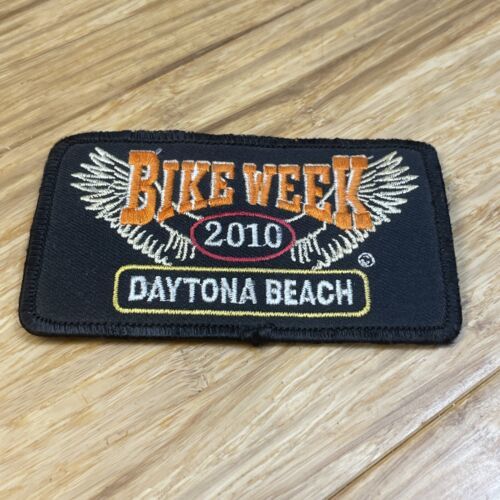 BIKE WEEK
2010
®
DAYTONA BEACH